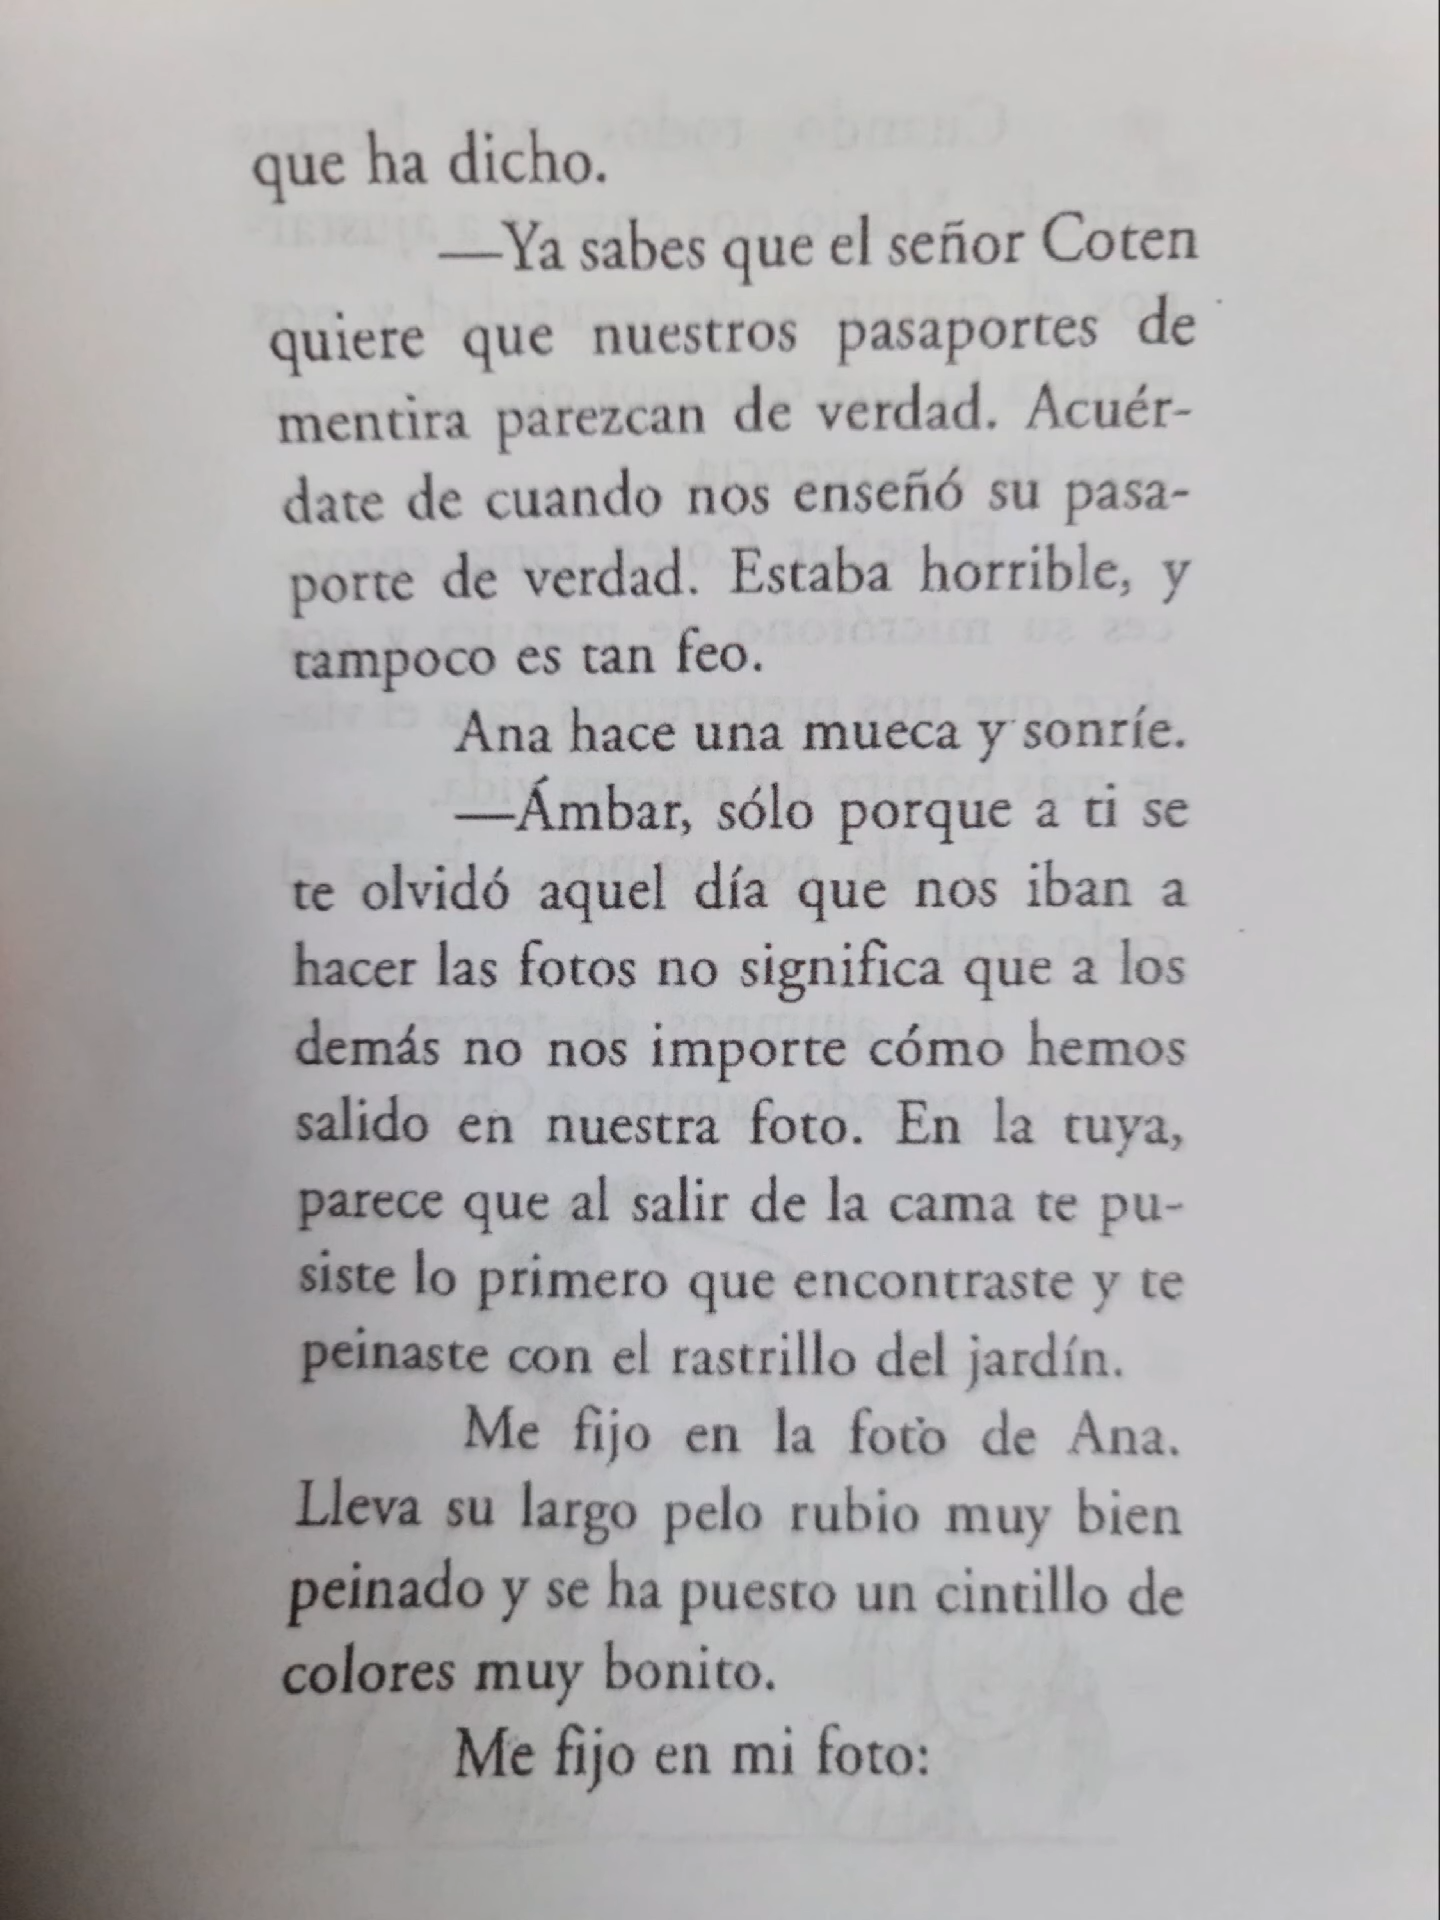 que ha dicho.
—Ya sabes que el señor Coten
quiere que nuestros pasaportes de
mentira parezcan de verdad. Acuér-
date de cuando nos enseñó su pasa-
porte de verdad. Estaba horrible, y
tampoco es tan feo.
Ana hace una mueca y sonríe.
—Ámbar, sólo porque a ti se
te olvidó aquel día que nos iban a
hacer las fotos no significa que a los
demás no nos importe cómo hemos
salido en nuestra foto. En la tuya,
parece que al salir de la cama te pu-
siste lo primero que encontraste y te
peinaste con el rastrillo del jardín.
Me fijo en la foto de Ana.
Lleva su largo pelo rubio muy bien
peinado y se ha puesto un cintillo de
colores muy bonito.
Me fijo en mi foto: